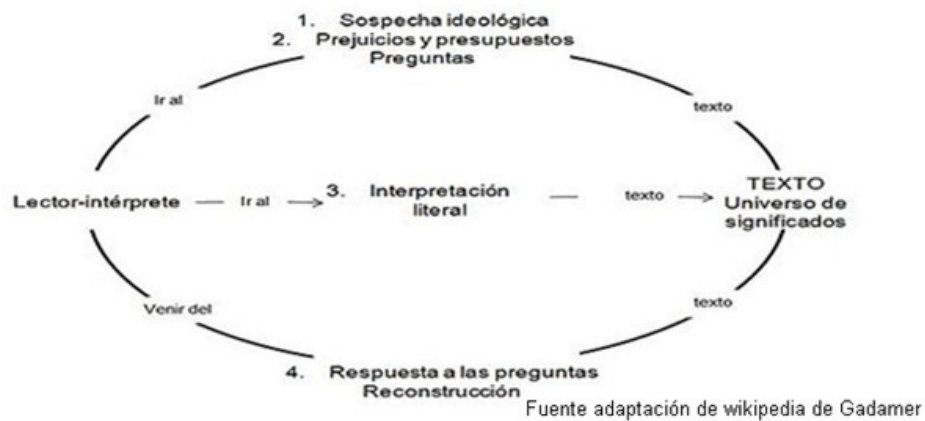 1. Sospecha ideológica
2. Prejuicios y presupuestos
Preguntas
Ir al
texto
Lector-intérprete
Ir al
3. Interpretación
literal
texto
TEXTO
Universo de
significados
Venir del
texto
4. Respuesta a las preguntas
Reconstrucción
Fuente adaptación de wikipedia de Gadamer